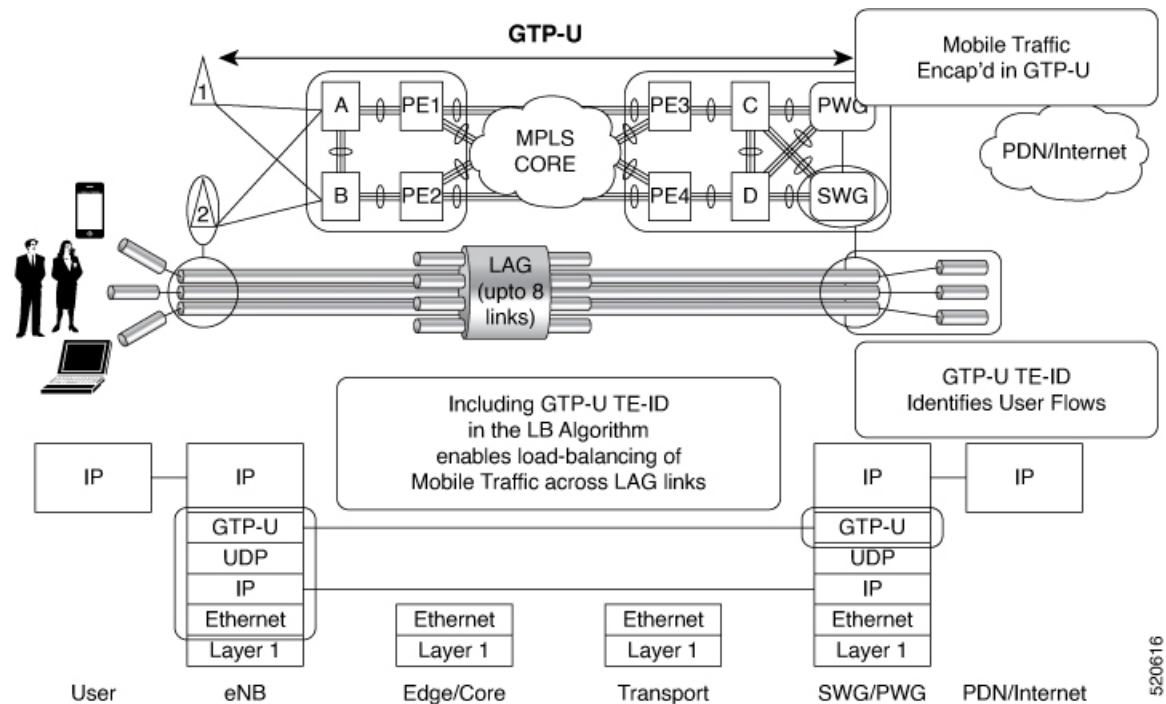 GTP-U
Mobile Traffic
Encap'd in GTP-U
1
A
PE1
MPLS
CORE
PE3
C
PWG
PDN/Internet
2
B
PE2
PE4
D
SWG
LAG
(upto 8
links)
GTP-U TE-ID
Identifies User Flows
Including GTP-U TE-ID
in the LB Algorithm
enables load-balancing of
Mobile Traffic across LAG links
IP
IP
IP
IP
GTP-U
GTP-U
UDP
UDP
IP
IP
Ethernet
Ethernet
Ethernet
Ethernet
Layer 1
Layer 1
Layer 1
Layer 1
User
eNB
Edge/Core
Transport
SWG/PWG
PDN/Internet
520616